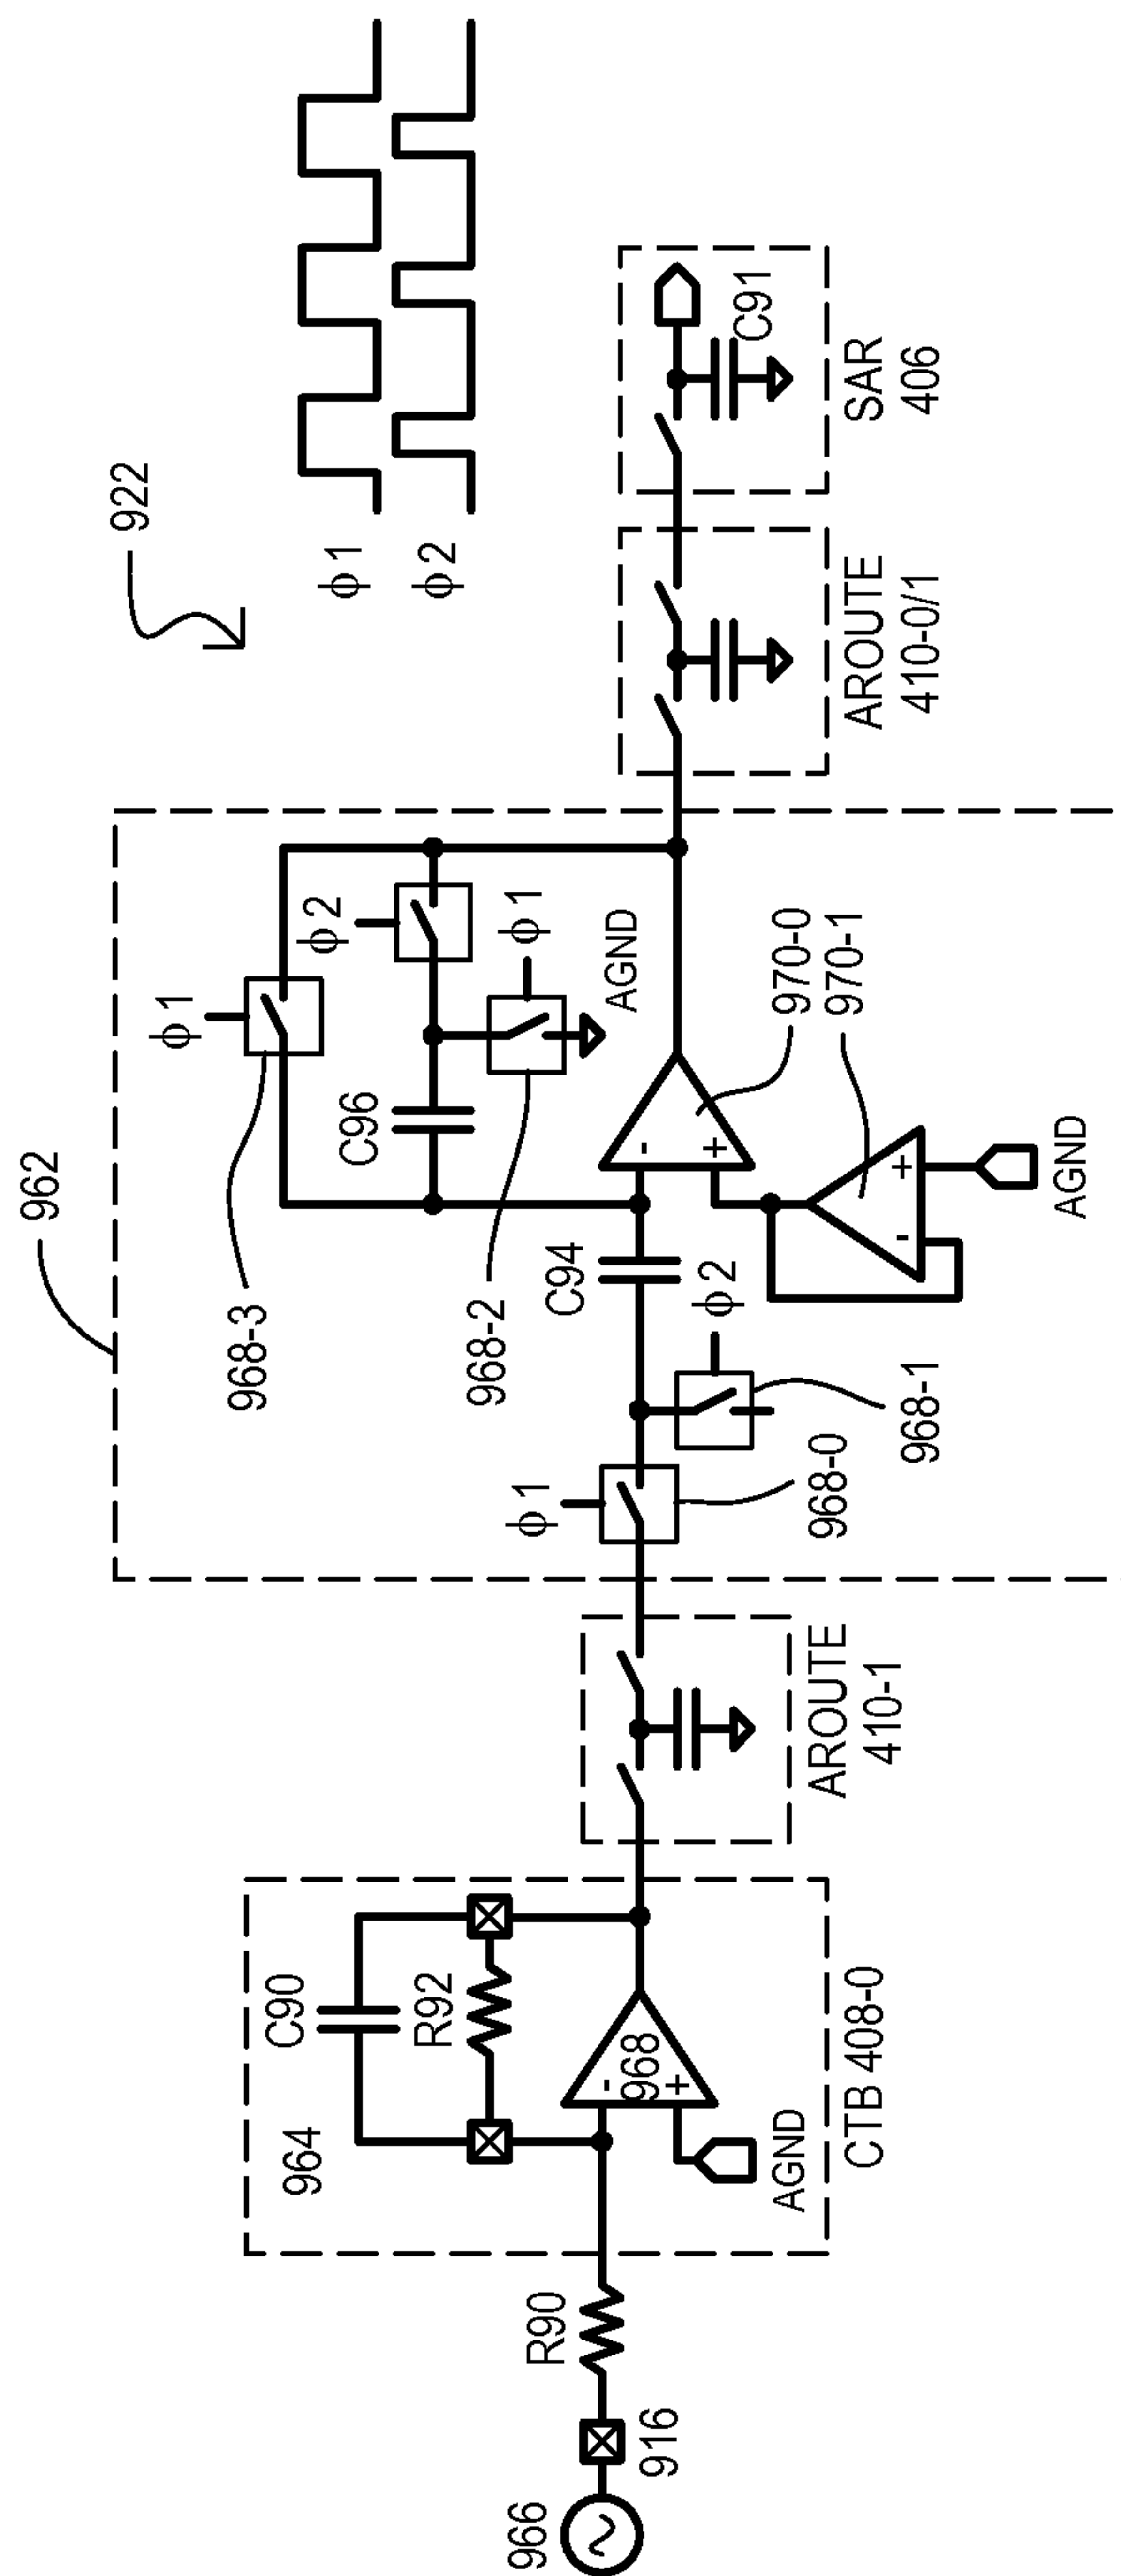 922
ϕ1
ϕ2
962
968-3
ϕ1
C96
ϕ2
ϕ1
968-2
AGND
C94
-
+
970-0
970-1
-
+
AGND
ϕ1
968-0
ϕ2
968-1
AROUTE
410-0/1
C91
SAR
406
AROUTE
410-1
964
C90
R92
-
968
+
AGND
CTB 408-0
R90
916
966